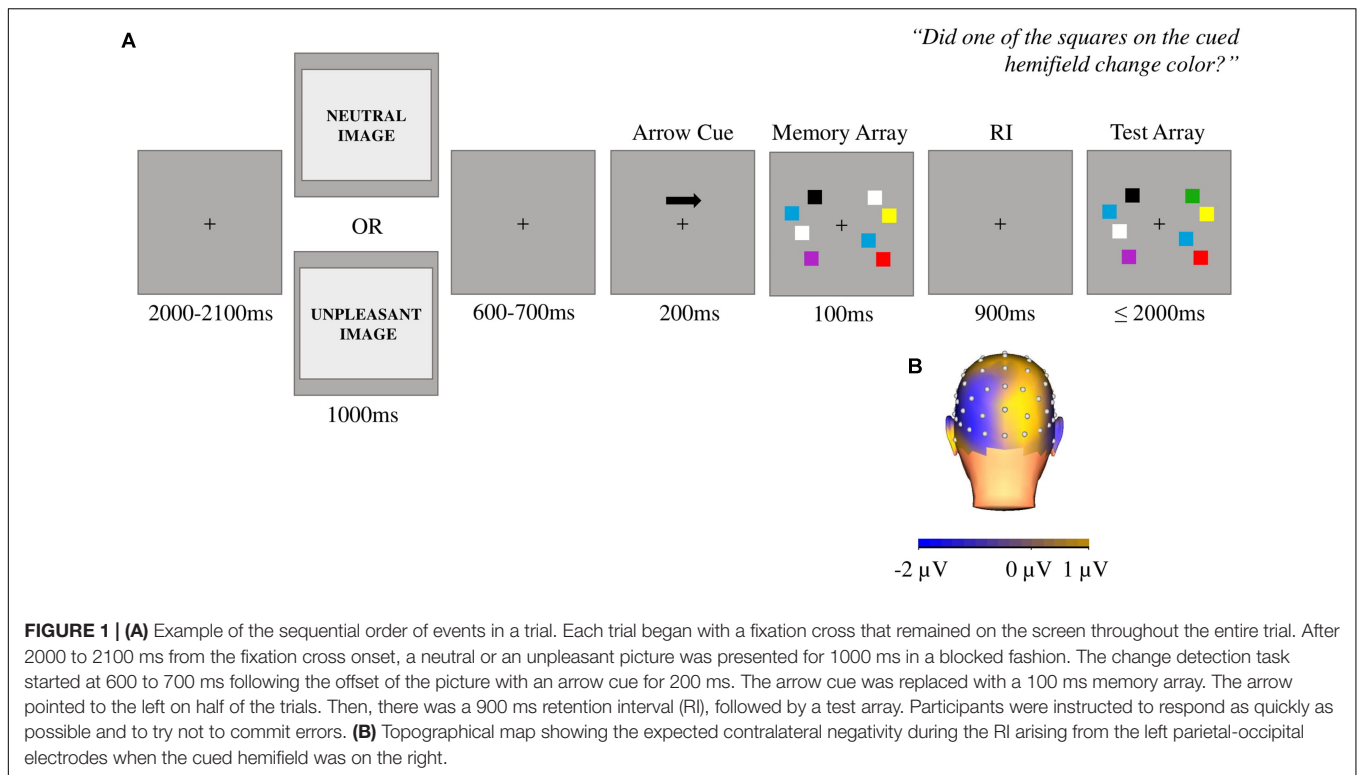 A
"Did one of the squares on the cued
hemifield change color?"
NEUTRAL
IMAGE
OR
UNPLEASANT
IMAGE
Arrow Cue
Memory Array
RI
Test Array
2000-2100ms
1000ms
600-700ms
200ms
100ms
900ms
≤ 2000ms
B
-2 µV
0 µV
1 µV
FIGURE 1 | (A) Example of the sequential order of events in a trial. Each trial began with a fixation cross that remained on the screen throughout the entire trial. After
2000 to 2100 ms from the fixation cross onset, a neutral or an unpleasant picture was presented for 1000 ms in a blocked fashion. The change detection task
started at 600 to 700 ms following the offset of the picture with an arrow cue for 200 ms. The arrow cue was replaced with a 100 ms memory array. The arrow
pointed to the left on half of the trials. Then, there was a 900 ms retention interval (RI), followed by a test array. Participants were instructed to respond as quickly as
possible and to try not to commit errors. (B) Topographical map showing the expected contralateral negativity during the RI arising from the left parietal-occipital
electrodes when the cued hemifield was on the right.